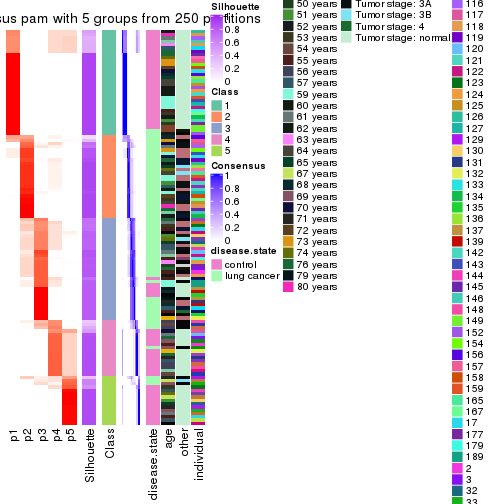 sus pam with 5 groups from 250 partitions
Silhouette
1
0.8
0.6
0.4
0.2
0
Class
1
2
3
4
5
Consensus
1
0.8
0.6
0.4
0.2
0
disease.state
control
lung cancer
p1
p2
p3
p4
p5
Silhouette
Class
disease.state
age
other
individual
50 years
51 years
52 years
53 years
54 years
55 years
56 years
57 years
59 years
60 years
61 years
62 years
63 years
64 years
65 years
67 years
68 years
69 years
70 years
71 years
72 years
73 years
74 years
76 years
79 years
80 years
Tumor stage: 3A
Tumor stage: 3B
Tumor stage: 4
Tumor stage: normal
116
117
118
119
120
121
122
123
124
125
126
127
129
130
131
132
133
134
135
136
137
139
142
143
144
145
146
148
149
152
154
156
157
158
159
165
167
17
177
179
189
2
3
32
33